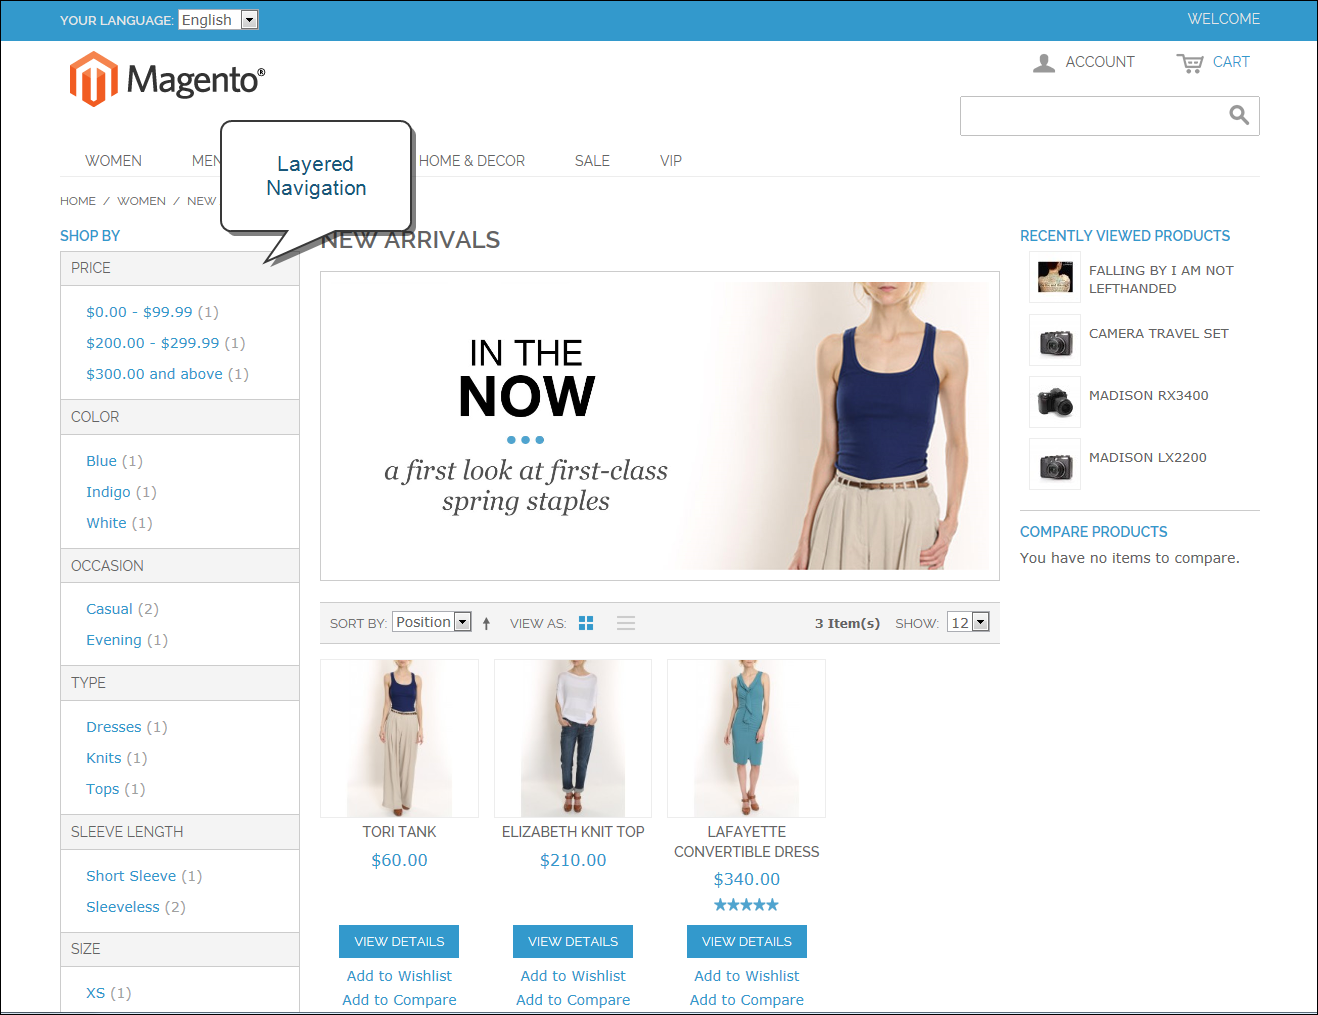 YOUR LANGUAGE: English
WELCOME
Magento®
ACCOUNT
CART
WOMEN
MEN
HOME & DECOR
SALE
VIP
Layered
Navigation
HOME / WOMEN / NEW
SHOP BY
PRICE
$0.00 - $99.99 (1)
$200.00 - $299.99 (1)
$300.00 and above (1)
COLOR
Blue (1)
Indigo (1)
White (1)
OCCASION
Casual (2)
Evening (1)
TYPE
Dresses (1)
Knits (1)
Tops (1)
SLEEVE LENGTH
Short Sleeve (1)
Sleeveless (2)
SIZE
XS (1)
NEW ARRIVALS
IN THE
NOW
a first look at first-class
spring staples
SORT BY: Position
VIEW AS:
3 Item(s)
SHOW: 12
TORI TANK
$60.00
VIEW DETAILS
Add to Wishlist
Add to Compare
ELIZABETH KNIT TOP
$210.00
VIEW DETAILS
Add to Wishlist
Add to Compare
LAFAYETTE
CONVERTIBLE DRESS
$340.00
VIEW DETAILS
Add to Wishlist
Add to Compare
RECENTLY VIEWED PRODUCTS
FALLING BY I AM NOT
LEFTHANDED
CAMERA TRAVEL SET
MADISON RX3400
MADISON LX2200
COMPARE PRODUCTS
You have no items to compare.